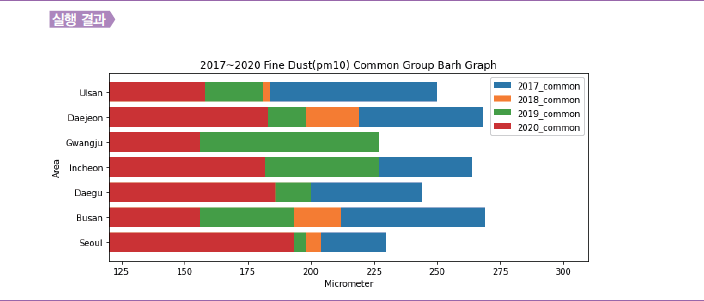 실행 결과
2017~2020 Fine Dust(pm10) Common Group Barh Graph
2017_common
2018_common
2019_common
2020_common
Area
Ulsan
Daejeon
Gwangju
Incheon
Daegu
Busan
Seoul
125 150 175 200 225 250 275 300
Micrometer